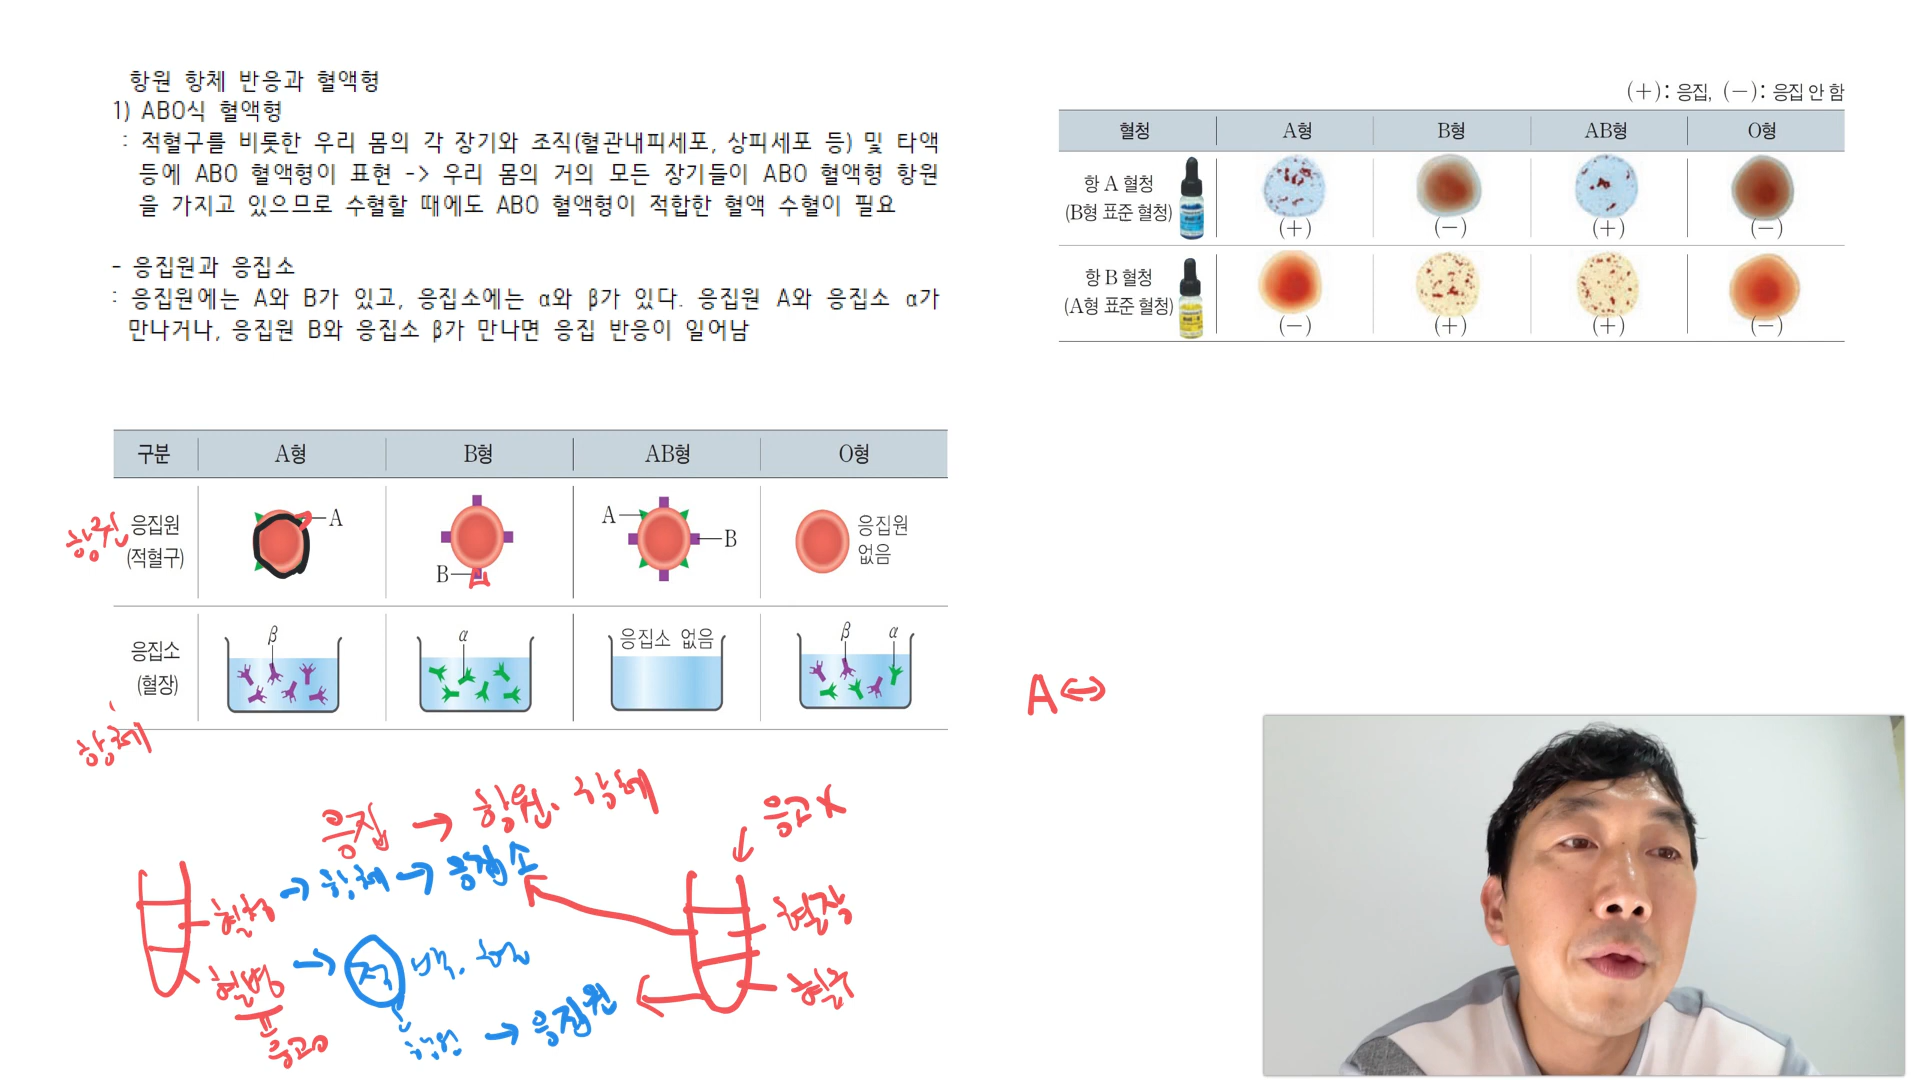 항원 항체 반응과 혈액형
1) ABO식 혈액형
: 적혈구를 비롯한 우리 몸의 각 장기와 조직(혈관내피세포, 상피세포 등) 및 타액
등에 ABO 혈액형이 표현 -> 우리 몸의 거의 모든 장기들이 ABO 혈액형 항원
을 가지고 있으므로 수혈할 때에도 ABO 혈액형이 적합한 혈액 수혈이 필요
- 응집원과 응집소
: 응집원에는 A와 B가 있고, 응집소에는 α와 β가 있다. 응집원 A와 응집소 α가
만나거나, 응집원 B와 응집소 β가 만나면 응집 반응이 일어남
구분 A형 B형 AB형 O형
항원
응집원
(적혈구)
A
B
A
B
응집원
없음
응집소
(혈장)
β
α
응집소 없음
β α
항체
응집 → 항원. 항체
응고X
혈청 → 항체 → 응집소
혈장
혈병 → 적 백, 혈
혈구
응고
항원 → 응집원
(+): 응집, (−): 응집 안 함
혈청 A형 B형 AB형 O형
항 A 혈청
(B형 표준 혈청)
(+) (−) (+) (−)
항 B 혈청
(A형 표준 혈청)
(−) (+) (+) (−)
A↔